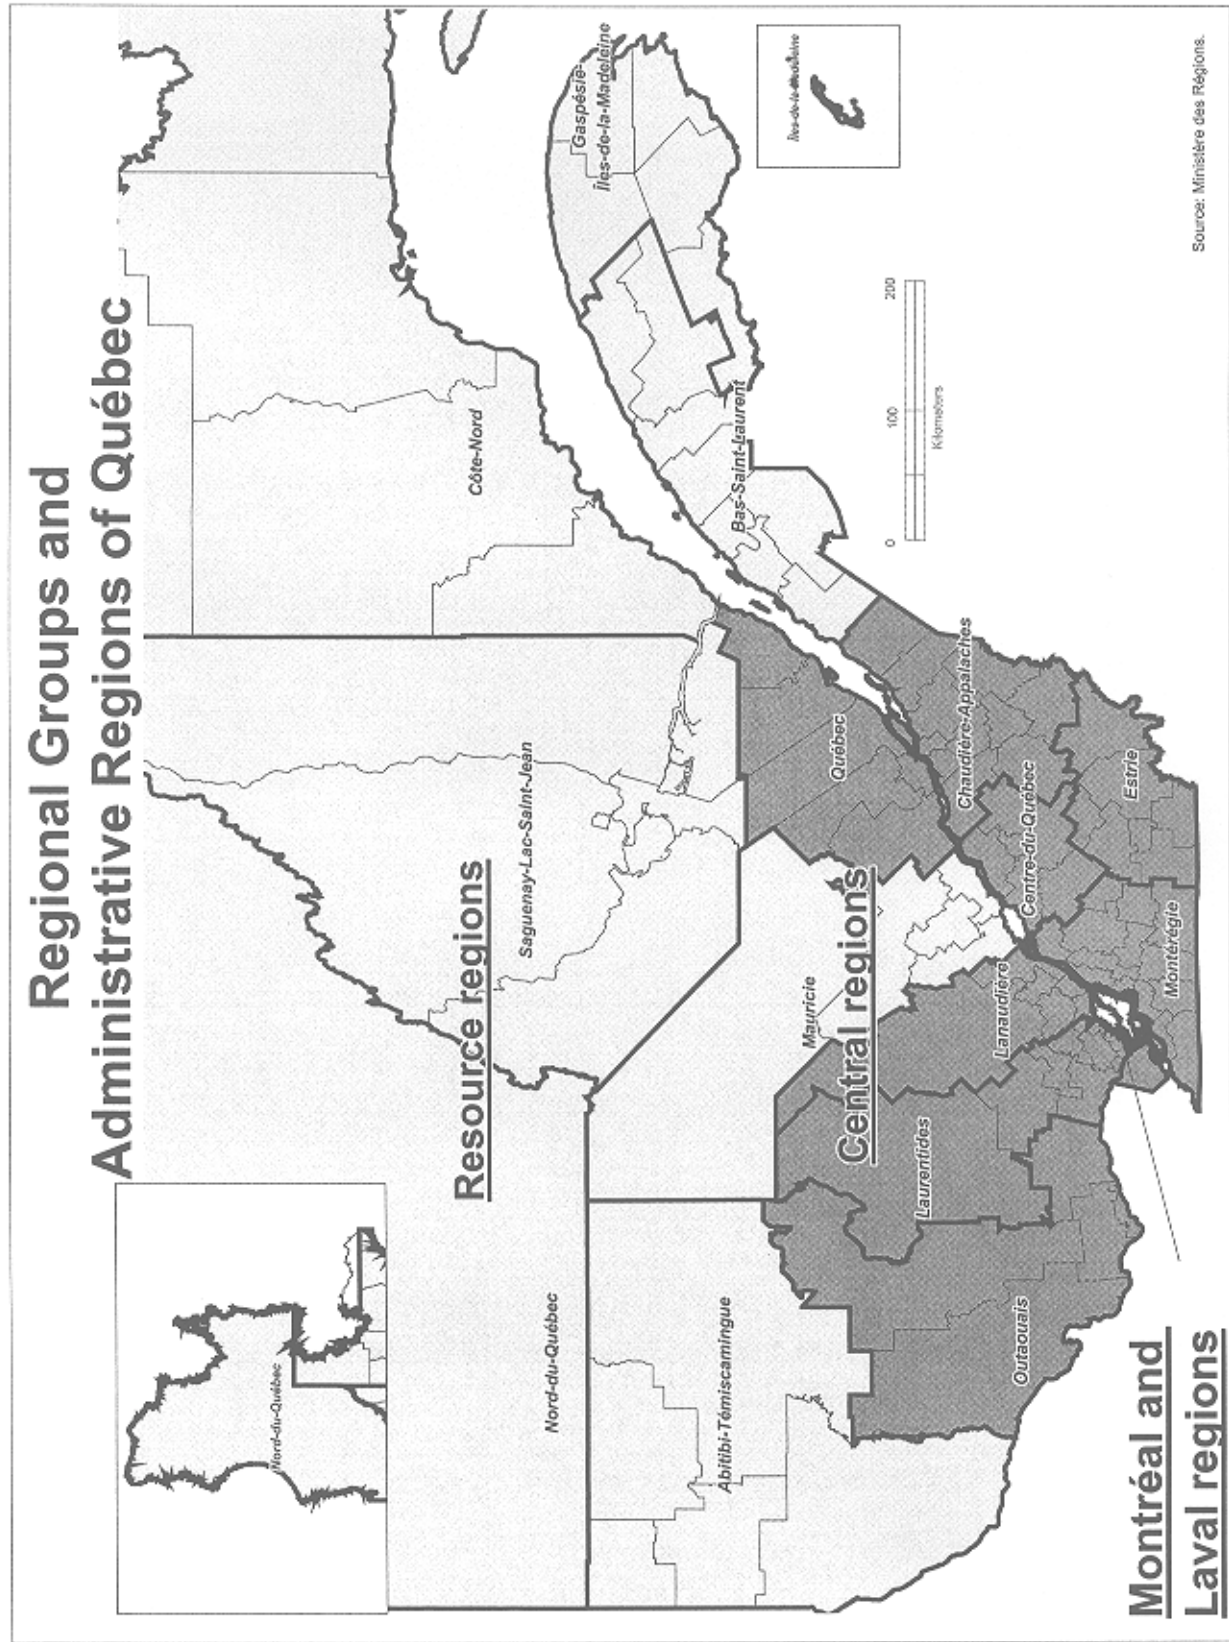 Regional Groups and
Administrative Regions of Québec
Nord-du-Québec
Resource regions
Côte-Nord
Saguenay-Lac-Saint-Jean
Nord-du-Québec
Gaspésie-
Îles-de-la-Madeleine
Bas-Saint-Laurent
Abitibi-Témiscamingue
Îles-de-la-Madeleine
Mauricie
Québec
Central regions
Laurentides
Chaudière-Appalaches
Lanaudière
Centre-du-Québec
Outaouais
Estrie
Montérégie
0
100
200
Kilometers
Montréal and
Laval regions
Source: Ministère des Régions.